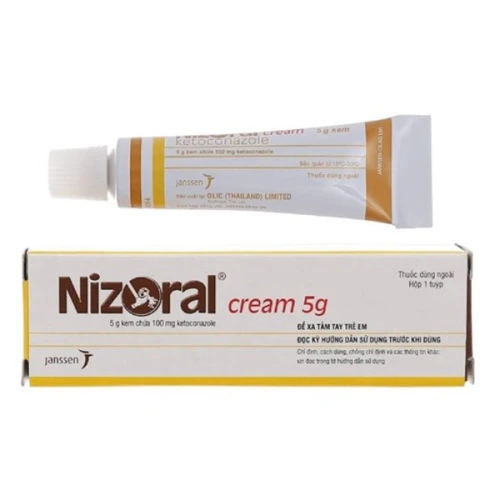 Nizoral cream 5 g kem
ketoconazole
5 g kem chứa 100 mg ketoconazole
Thuốc dùng ngoài
janssen
OLIC (THAILAND) LIMITED
Nizoral® cream 5g
5 g kem chứa 100 mg ketoconazole
janssen
Thuốc dùng ngoài
Hộp 1 tuýp
ĐỂ XA TẦM TAY TRẺ EM
ĐỌC KỸ HƯỚNG DẪN SỬ DỤNG TRƯỚC KHI DÙNG
Chỉ định, cách dùng, chống chỉ định và các thông tin khác
xin đọc trong tờ hướng dẫn sử dụng